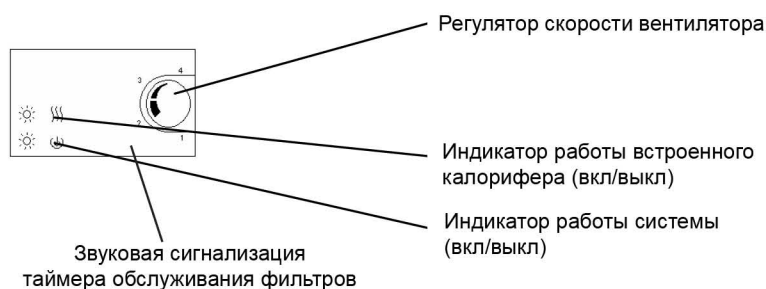 Регулятор скорости вентилятора
4
3
2
1
Индикатор работы встроенного
калорифера (вкл/выкл)
Индикатор работы системы
(вкл/выкл)
Звуковая сигнализация
таймера обслуживания фильтров